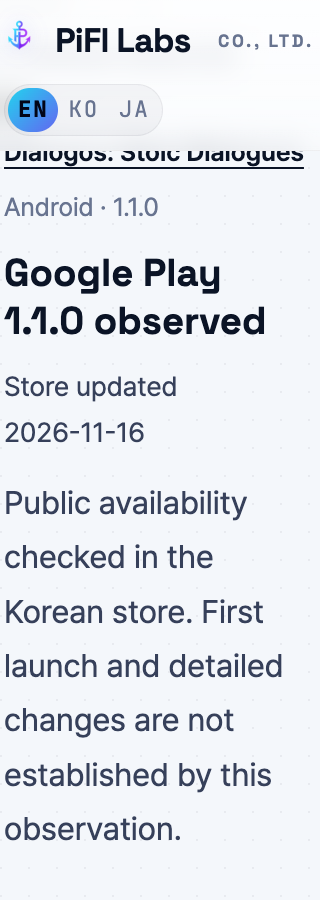 PiFl Labs CO., LTD.
EN KO JA
Dialogos: Stoic Dialogues
Android · 1.1.0
Google Play
1.1.0 observed
Store updated
2026-11-16
Public availability
checked in the
Korean store. First
launch and detailed
changes are not
established by this
observation.